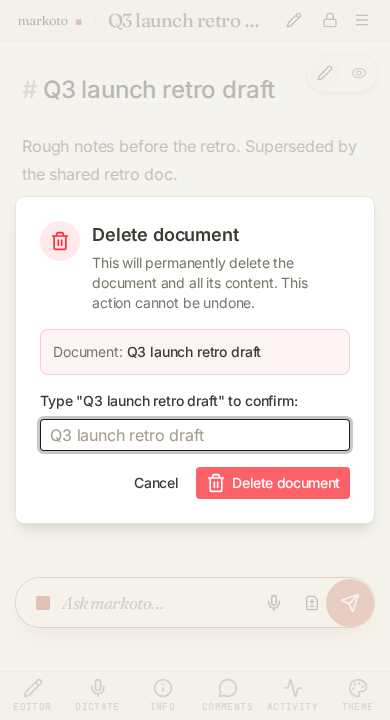 markoto
Q3 launch retro ...
# Q3 launch retro draft
Rough notes before the retro. Superseded by
the shared retro doc.
Delete document
This will permanently delete the
document and all its content. This
action cannot be undone.
Document: Q3 launch retro draft
Type "Q3 launch retro draft" to confirm:
Q3 launch retro draft
Cancel
Delete document
Ask markoto...
EDITOR
DICTATE
INFO
COMMENTS
ACTIVITY
THEME